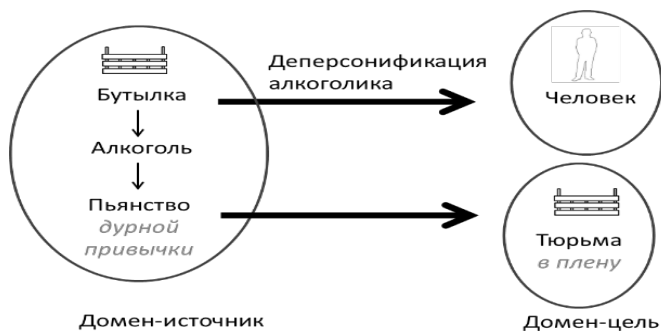 Бутылка
Алкоголь
Пьянство
дурной
привычки
Домен-источник
Деперсонификация
алкоголика
Человек
Тюрьма
в плену
Домен-цель